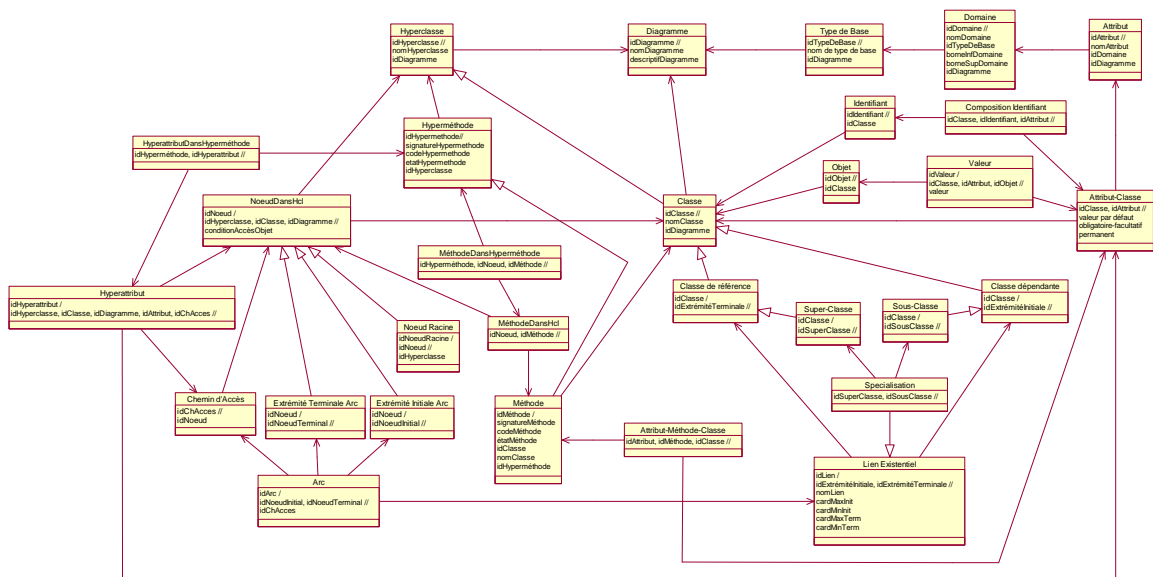 Hyperclasse
idHyperclasse //
nomHyperclasse
idDiagramme
Diagramme
idDiagramme //
nomDiagramme
descriptifDiagramme
Type de Base
idTypeDeBase //
nom de type de base
idDiagramme
Domaine
idDomaine //
nomDomaine
idTypeDeBase
borneInfDomaine
borneSupDomaine
idDiagramme
Attribut
idAttribut //
nomAttribut
idDomaine
idDiagramme
Identifiant
idIdentifiant //
idClasse
Composition Identifiant
idClasse, idIdentifiant, idAttribut //
Hyperméthode
idHypermethode//
signatureHypermethode
codeHypermethode
etatHypermethode
idHyperclasse
HyperattributDansHyperméthode
idHyperméthode, idHyperattribut //
Objet
idObjet //
idClasse
Valeur
idValeur /
idClasse, idAttribut, idObjet //
valeur
NoeudDansHcl
idNoeud /
idHyperclasse, idClasse, idDiagramme //
conditionAccèsObjet
Classe
idClasse //
nomClasse
idDiagramme
Attribut-Classe
idClasse, idAttribut //
valeur par défaut
obligatoire-facultatif
permanent
MéthodeDansHyperméthode
idHyperméthode, idNoeud, idMéthode //
Hyperattribut
idHyperattribut /
idHyperclasse, idClasse, idDiagramme, idAttribut, idChAcces //
Classe de référence
idClasse /
idExtrémitéTerminale //
Super-Classe
idClasse /
idSuperClasse //
Sous-Classe
idClasse /
idSousClasse //
Classe dépendante
idClasse /
idExtrémitéInitiale //
Noeud Racine
idNoeudRacine /
idNoeud //
idHyperclasse
MéthodeDansHcl
idNoeud, idMéthode //
Specialisation
idSuperClasse, idSousClasse //
Chemin d'Accès
idChAcces //
idNoeud
Extrémité Terminale Arc
idNoeud /
idNoeudTerminal //
Extrémité Initiale Arc
idNoeud /
idNoeudInitial //
Méthode
idMéthode /
signatureMéthode
codeMéthode
étatMéthode
idClasse
nomClasse
idHyperméthode
Attribut-Méthode-Classe
idAttribut, idMéthode, idClasse //
Arc
idArc /
idNoeudInitial, idNoeudTerminal //
idChAcces
Lien Existentiel
idLien /
idExtrémitéInitiale, idExtrémitéTerminale //
nomLien
cardMaxInit
cardMinInit
cardMaxTerm
cardMinTerm